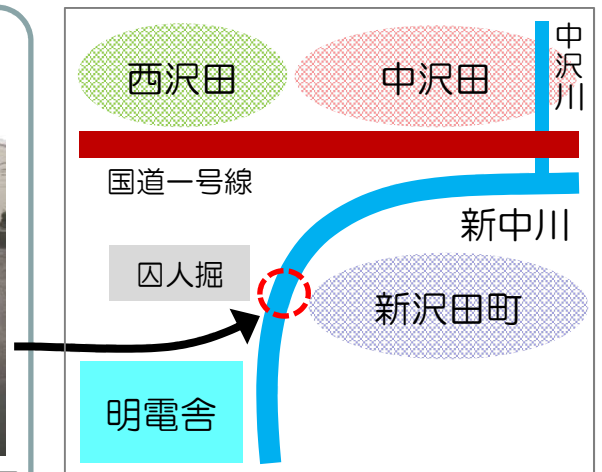 西沢田
中沢田
中沢川
国道一号線
新中川
囚人掘
新沢田町
明電舎